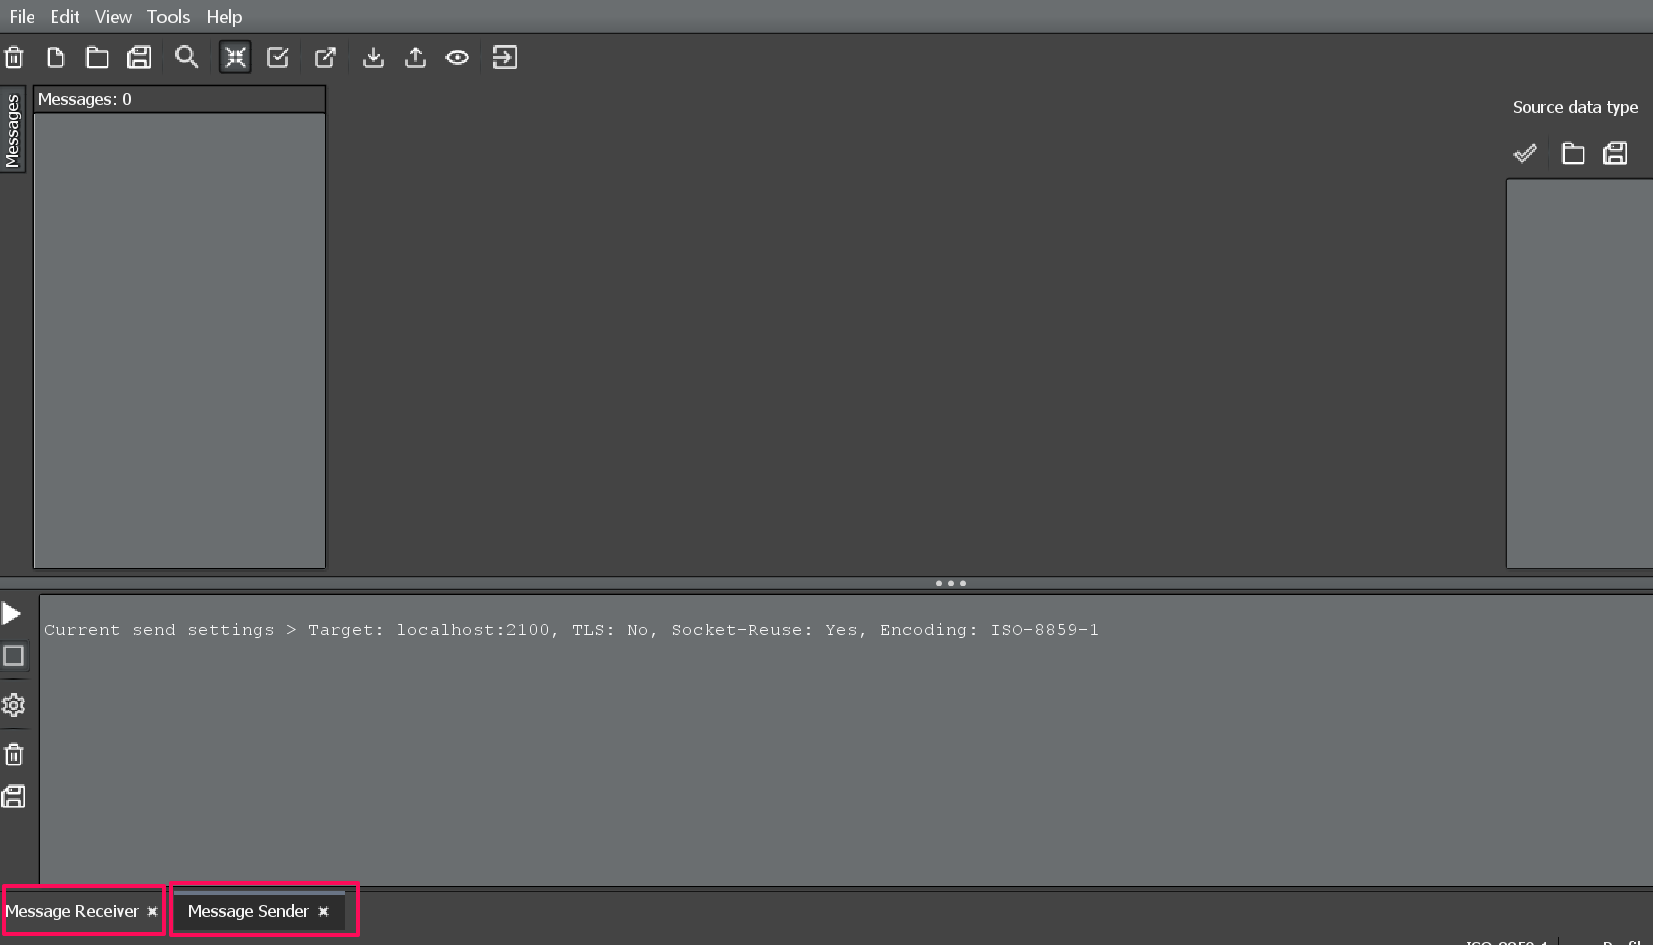 File Edit View Tools Help
Messages
Messages: 0
Source data type
Current send settings > Target: localhost:2100, TLS: No, Socket-Reuse: Yes, Encoding: ISO-8859-1
Message Receiver
Message Sender